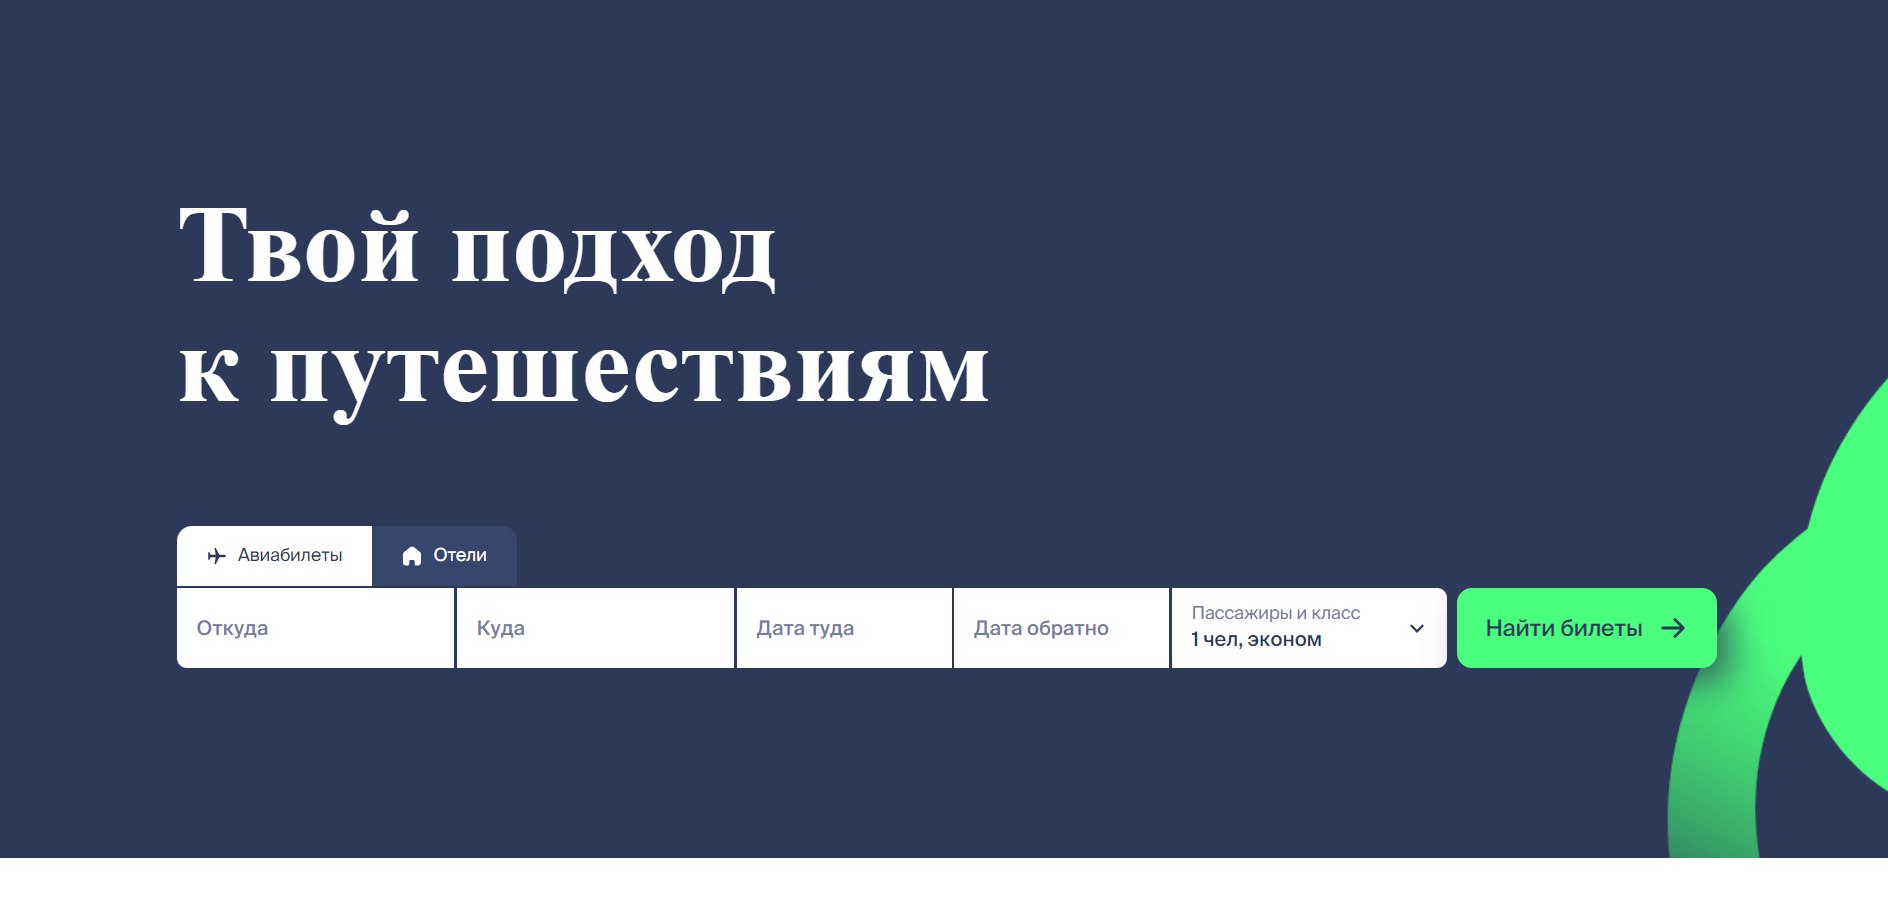 Твой подход
к путешествиям
Авиабилеты
Отели
Откуда
Куда
Дата туда
Дата обратно
Пассажиры и класс
1 чел, эконом
Найти билеты